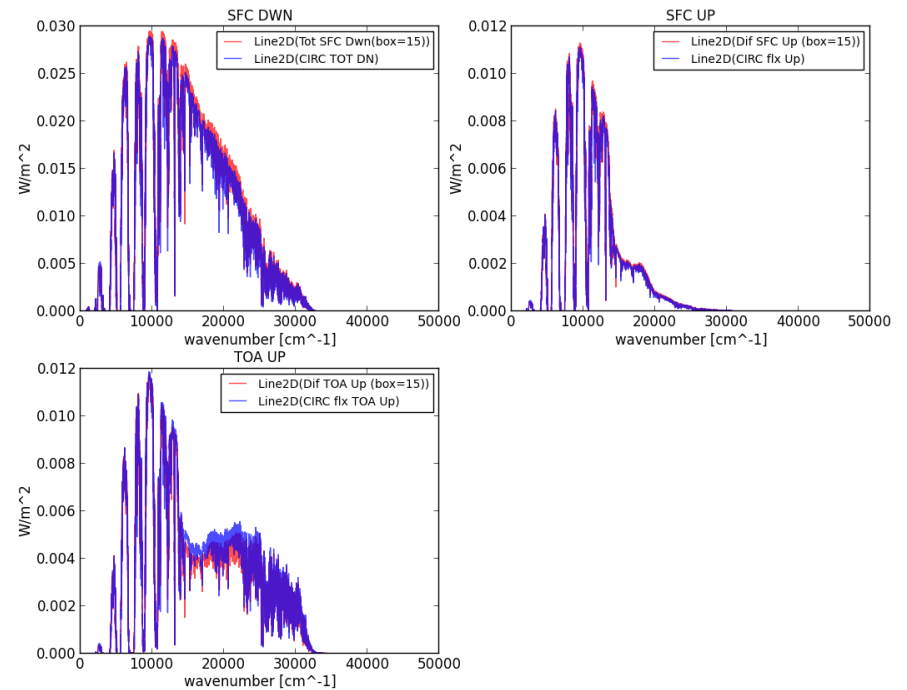 SFC DWN
0.030
0.025
0.020
0.015
0.010
0.005
0.000
W/m^2
Line2D(Tot SFC Dwn(box=15))
Line2D(CIRC TOT DN)
0 10000 20000 30000 40000 50000
wavenumber [cm^-1]
SFC UP
0.012
0.010
0.008
0.006
0.004
0.002
0.000
W/m^2
Line2D(Dif SFC Up (box=15))
Line2D(CIRC flx Up)
0 10000 20000 30000 40000 50000
wavenumber [cm^-1]
TOA UP
0.012
0.010
0.008
0.006
0.004
0.002
0.000
W/m^2
Line2D(Dif TOA Up (box=15))
Line2D(CIRC flx TOA Up)
0 10000 20000 30000 40000 50000
wavenumber [cm^-1]